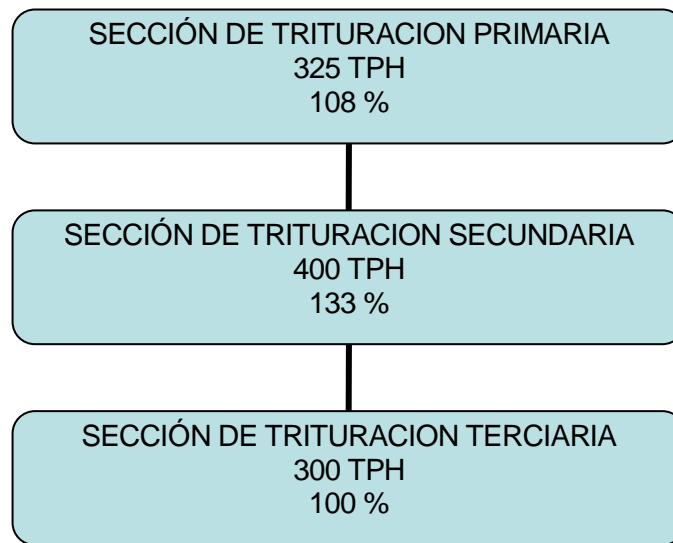 SECCIÓN DE TRITURACION PRIMARIA
325 TPH
108 %
SECCIÓN DE TRITURACION SECUNDARIA
400 TPH
133 %
SECCIÓN DE TRITURACION TERCIARIA
300 TPH
100 %